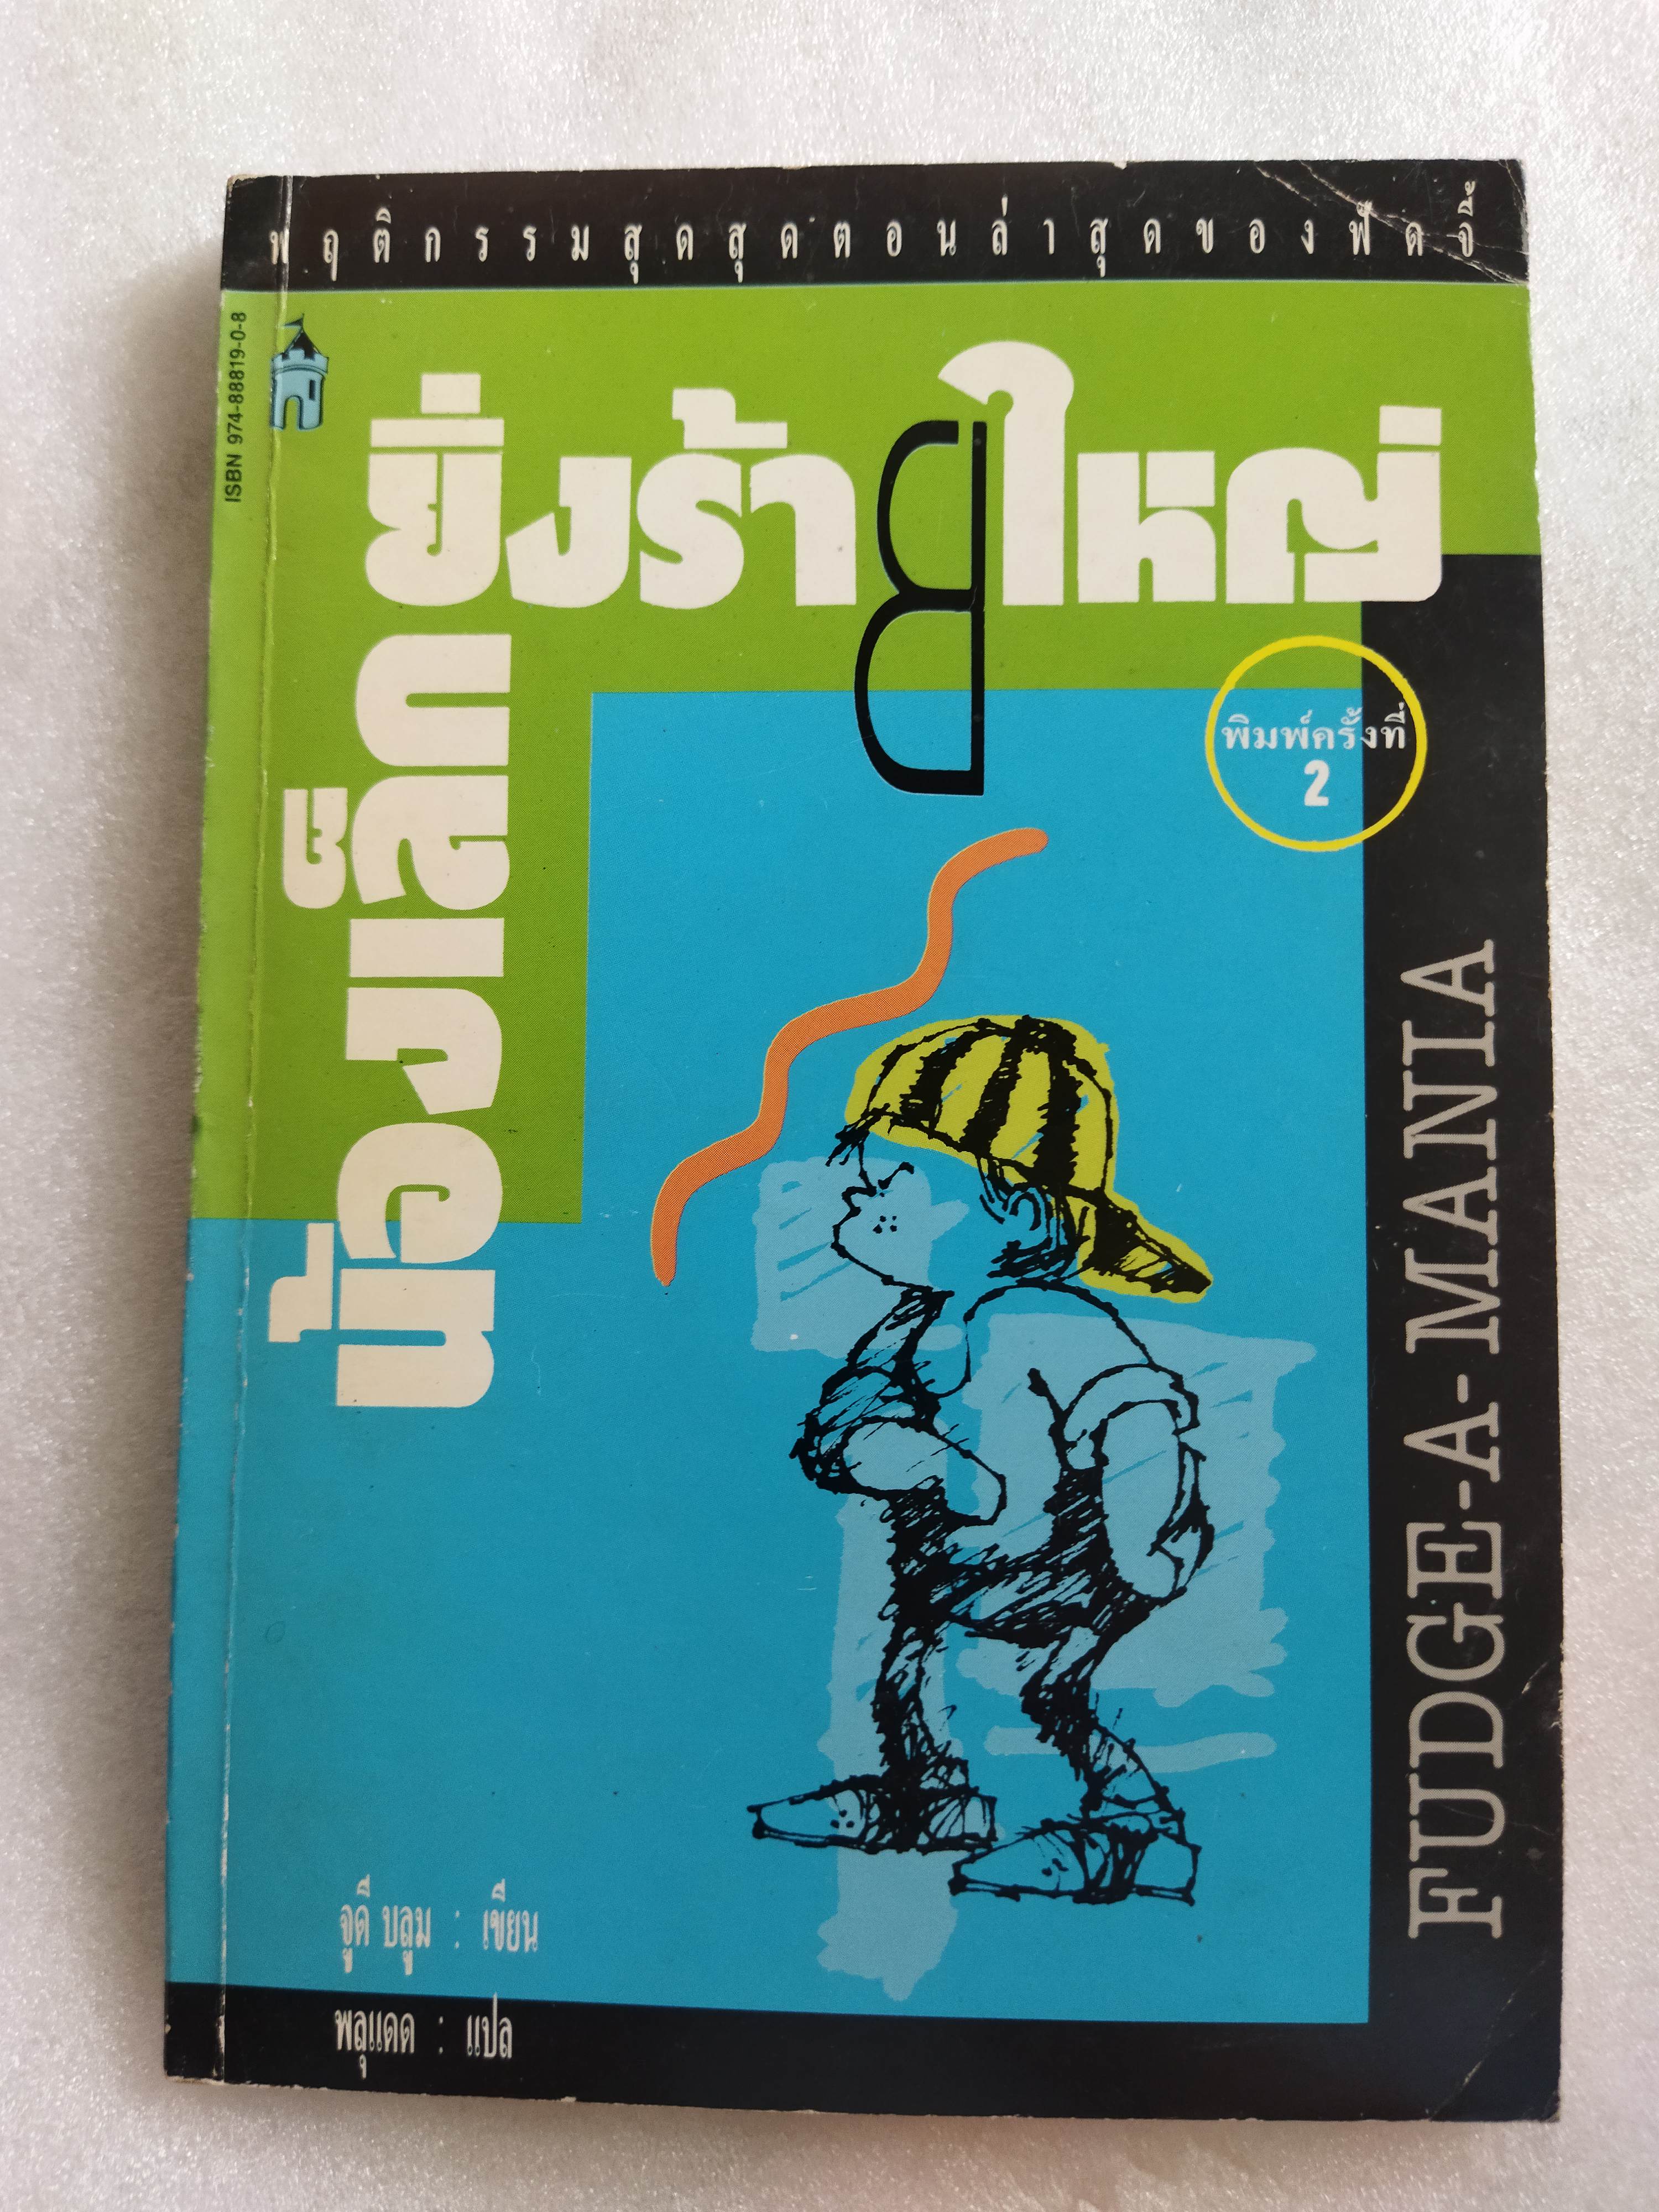 พฤติกรรมสุดสุดตอนล่าสุดของฟัดจี้
ISBN 974-88819-0-8
น้องเล็ก
ยิ่งร้ายใหญ่
พิมพ์ครั้งที่
2
FUDGE-A-MANIA
จูดี บลูม : เขียน
พลุแดด : แปล